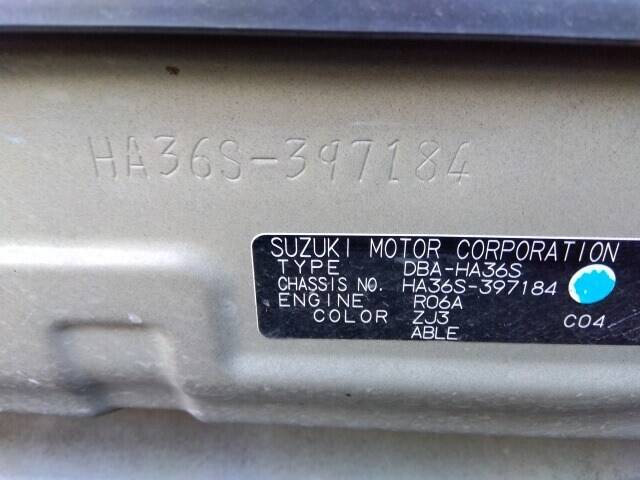 HA36S-397184
SUZUKI MOTOR CORPORATION
TYPE DBA-HA36S
CHASSIS NO. HA36S-397184
ENGINE R06A
COLOR ZJ3 C04
ABLE